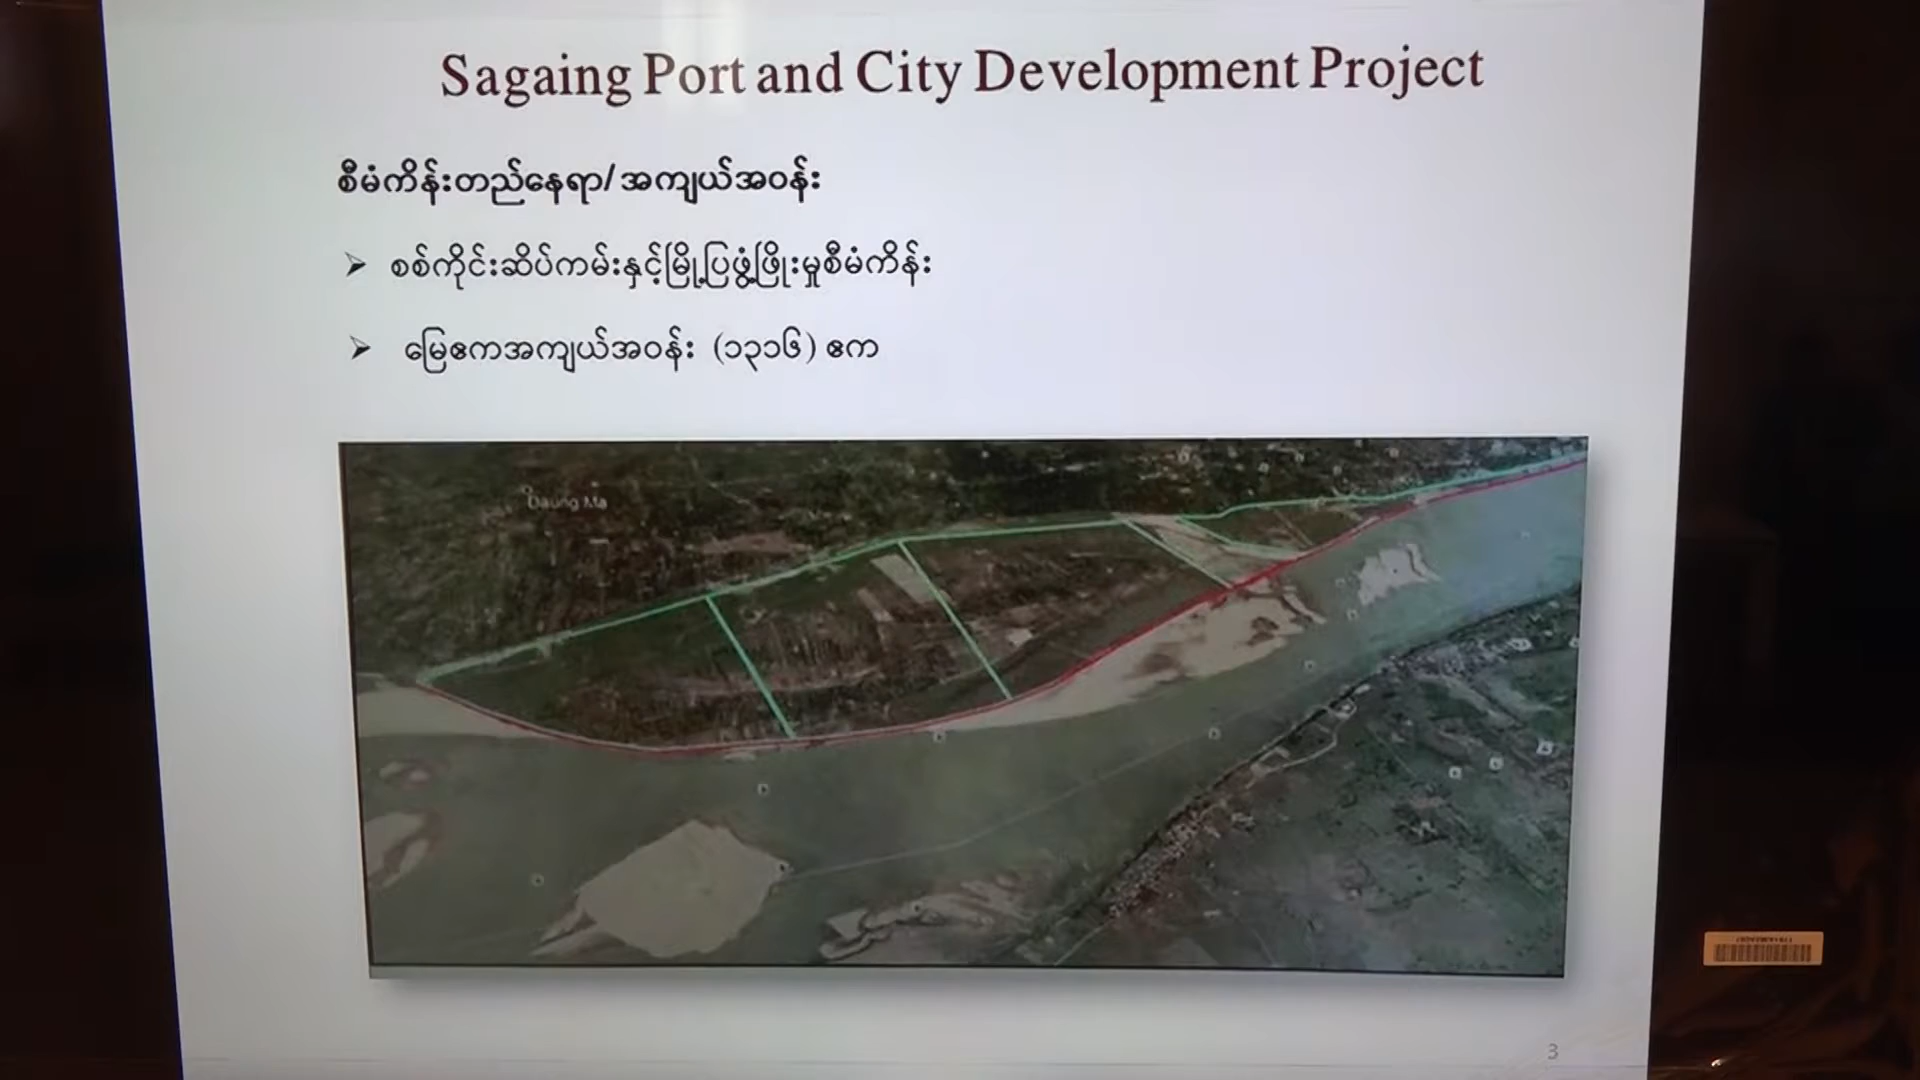 Sagaing Port and City Development Project
စီမံကိန်းတည်နေရာ/အကျယ်အဝန်း
➢ စစ်ကိုင်းဆိပ်ကမ်းနှင့်မြို့ပြဖွံ့ဖြိုးမှုစီမံကိန်း
➢ မြေဧကအကျယ်အဝန်း (၁၃၁၆) ဧက
Daung Ma
3